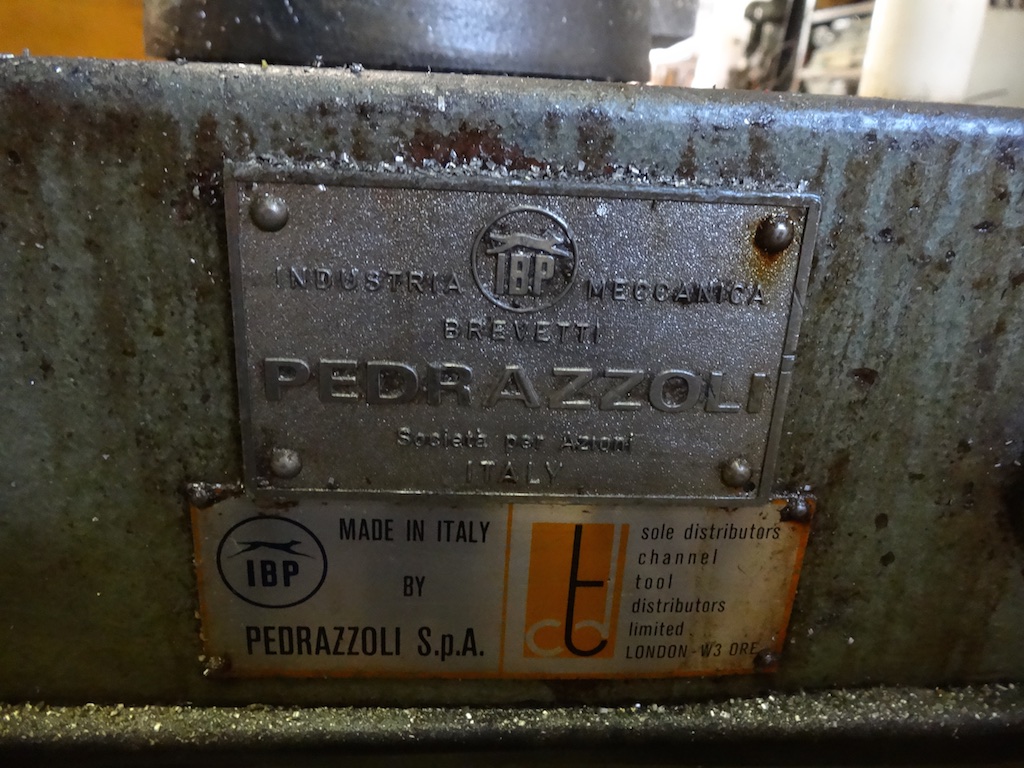 IBP
INDUSTRIA MECCANICA
BREVETTI
PEDRAZZOLI
Società per Azioni
ITALY
IBP
MADE IN ITALY
BY
PEDRAZZOLI S.p.A.
ctd
sole distributors
channel
tool
distributors
limited
LONDON-W3 ORE